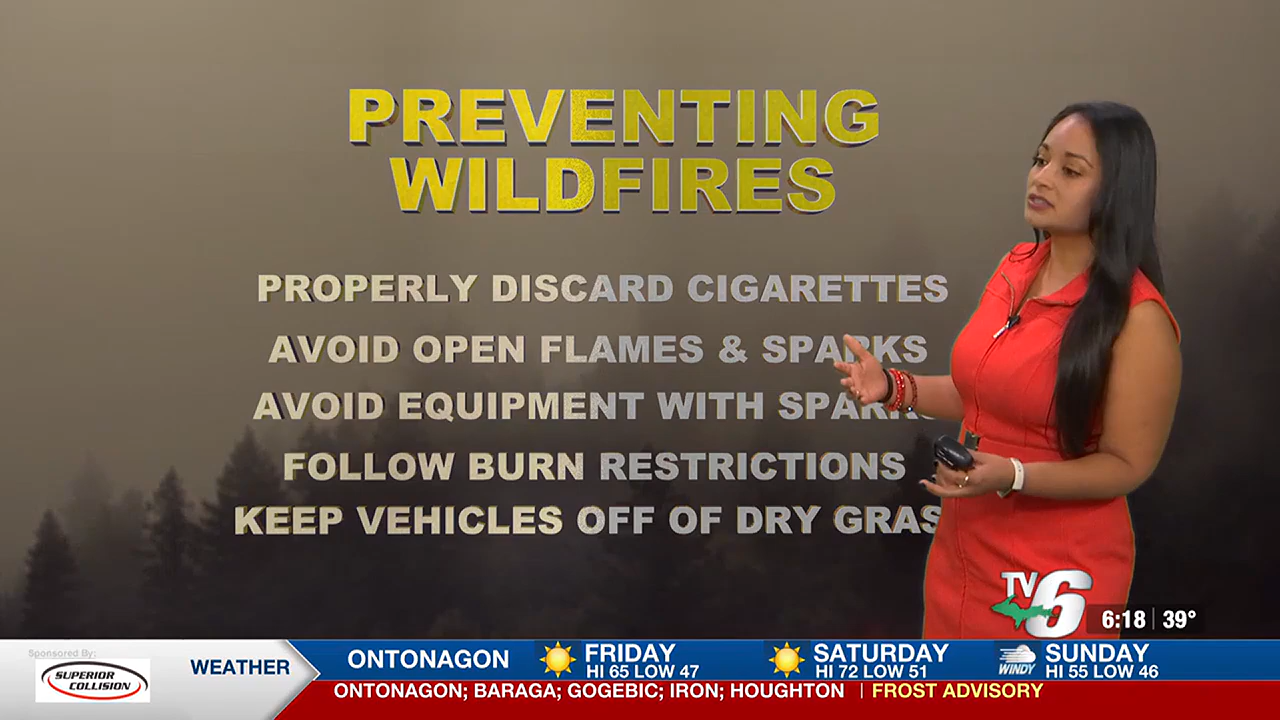 PREVENTING
WILDFIRES
PROPERLY DISCARD CIGARETTES
AVOID OPEN FLAMES & SPARKS
AVOID EQUIPMENT WITH SPARKS
FOLLOW BURN RESTRICTIONS
KEEP VEHICLES OFF OF DRY GRAS
TV6
6:18 39°
Sponsored By:
SUPERIOR
COLLISION
WEATHER
ONTONAGON
FRIDAY
HI 65 LOW 47
SATURDAY
HI 72 LOW 51
WINDY
SUNDAY
HI 55 LOW 46
ONTONAGON; BARAGA; GOGEBIC; IRON; HOUGHTON | FROST ADVISORY